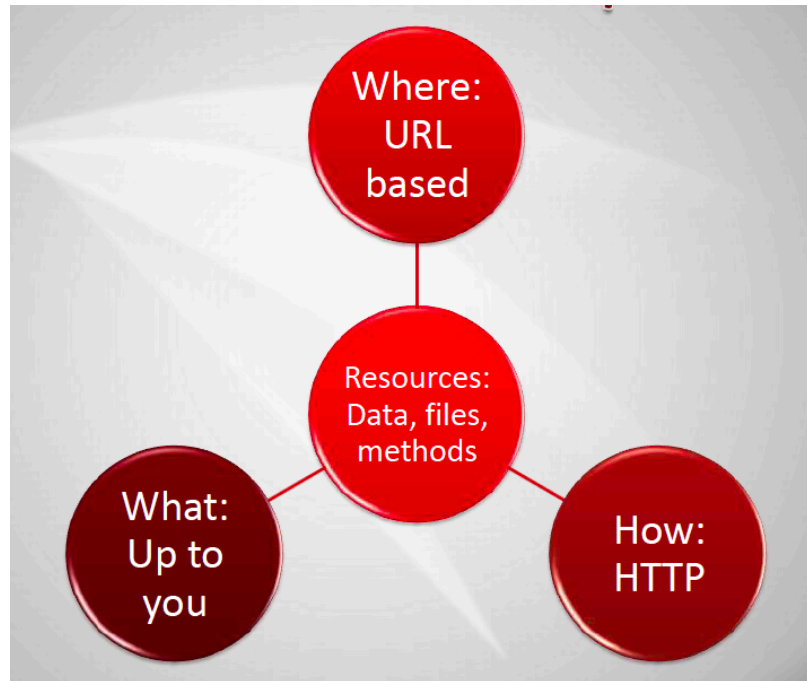 Where:
URL
based
Resources:
Data, files,
methods
What:
Up to
you
How:
HTTP